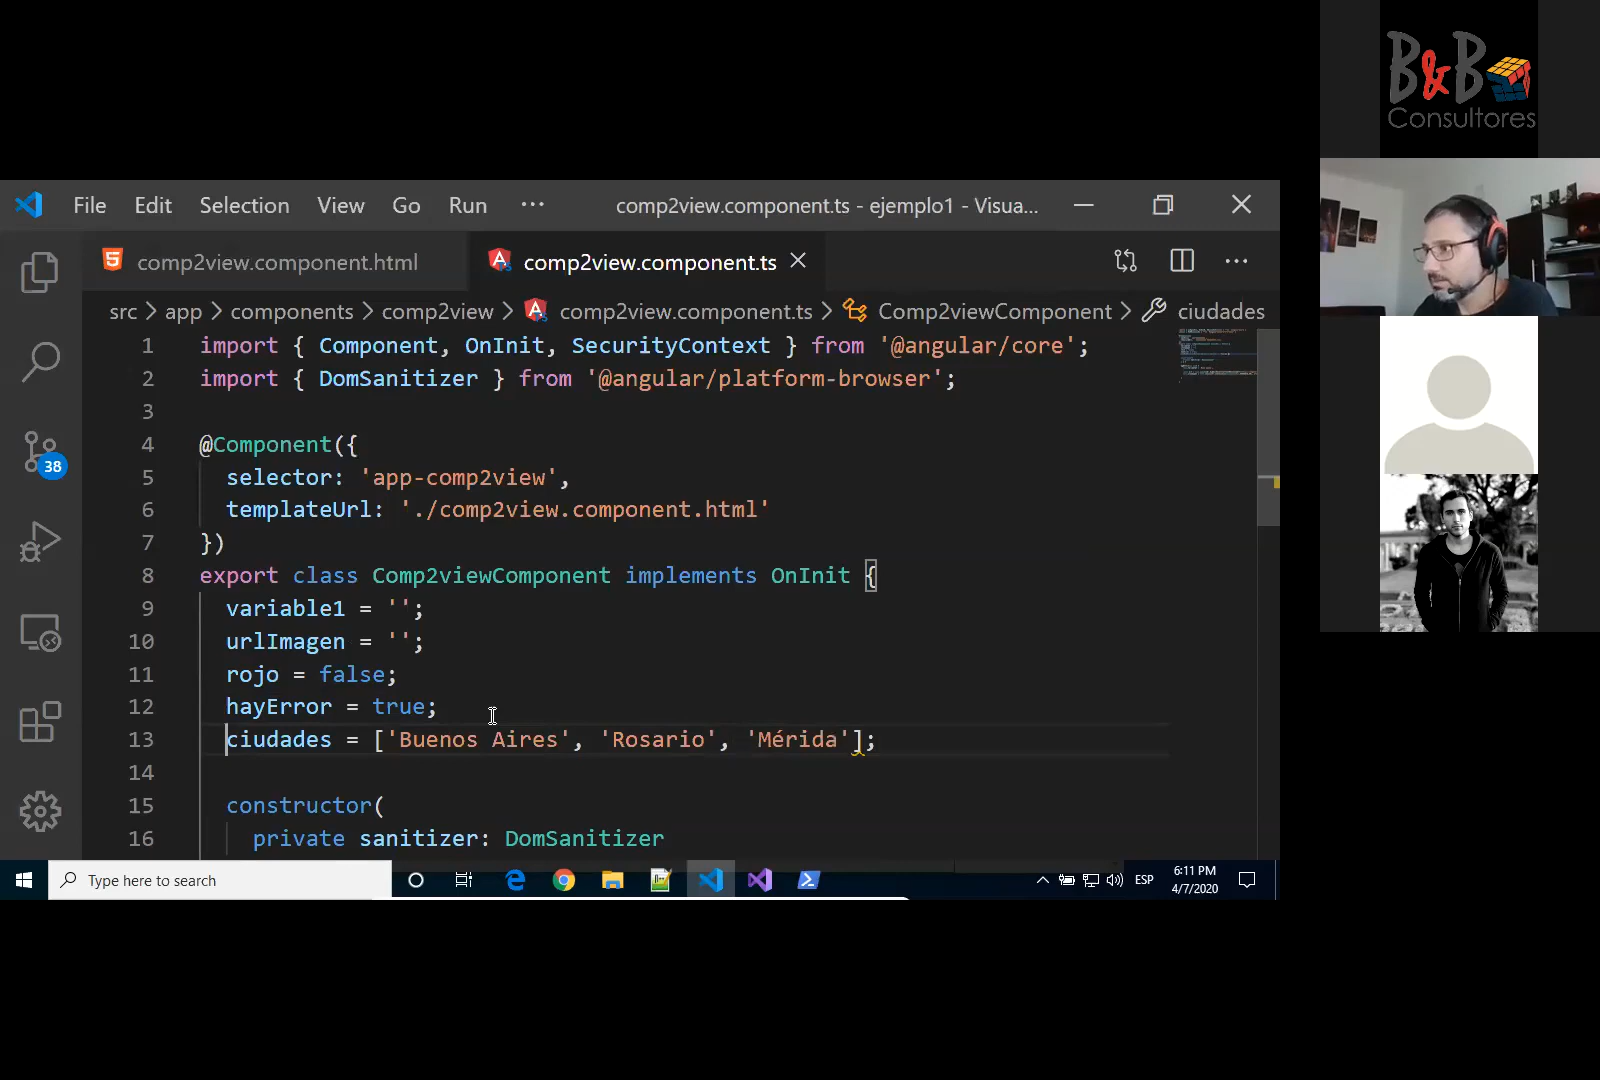 B&B
Consultores
File Edit Selection View Go Run ··· comp2view.component.ts - ejemplo1 - Visua...
comp2view.component.html comp2view.component.ts
src > app > components > comp2view > comp2view.component.ts > Comp2viewComponent > ciudades
1 import { Component, OnInit, SecurityContext } from '@angular/core';
2 import { DomSanitizer } from '@angular/platform-browser';
3
4 @Component({
5 selector: 'app-comp2view',
6 templateUrl: './comp2view.component.html'
7 })
8 export class Comp2viewComponent implements OnInit {
9 variable1 = '';
10 urlImagen = '';
11 rojo = false;
12 hayError = true;
13 ciudades = ['Buenos Aires', 'Rosario', 'Mérida'];
14
15 constructor(
16 private sanitizer: DomSanitizer
38
Type here to search
ESP
6:11 PM
4/7/2020